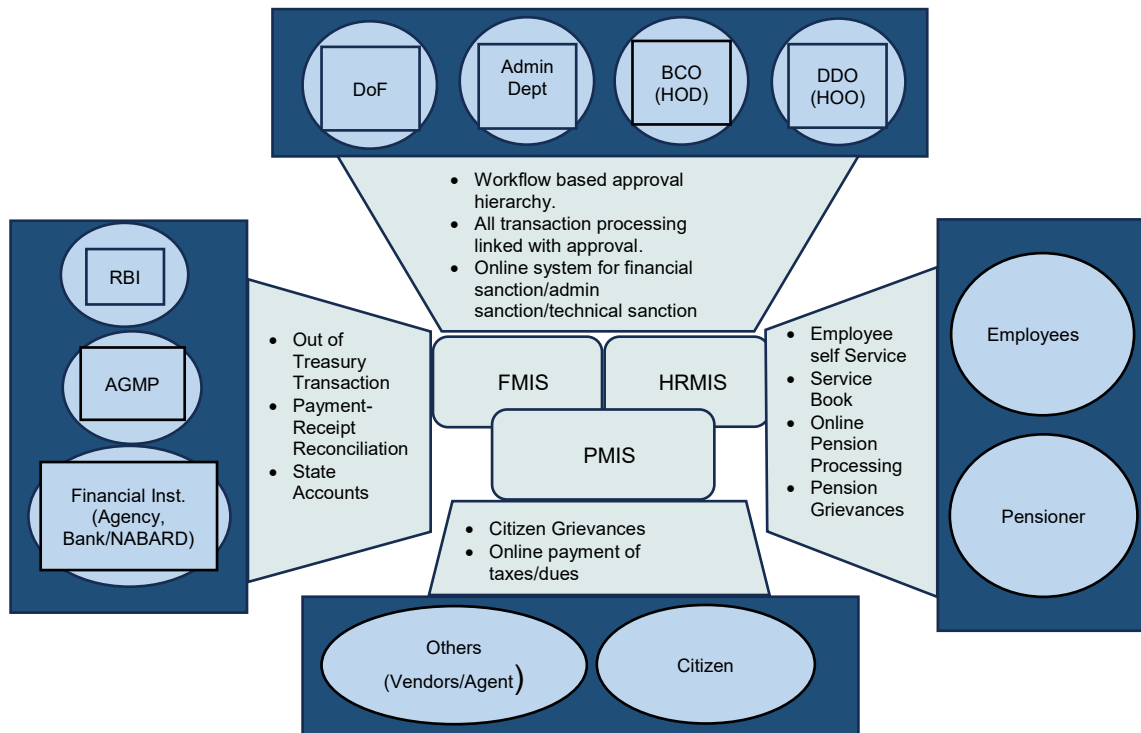 DoF
Admin
Dept
BCO
(HOD)
DDO
(HOO)
• Workflow based approval
hierarchy.
• All transaction processing
linked with approval.
• Online system for financial
sanction/admin
sanction/technical sanction
RBI
AGMP
Financial Inst.
(Agency,
Bank/NABARD)
• Out of
Treasury
Transaction
• Payment-
Receipt
Reconciliation
• State
Accounts
FMIS
HRMIS
PMIS
• Employee
self Service
• Service
Book
• Online
Pension
Processing
• Pension
Grievances
Employees
Pensioner
• Citizen Grievances
• Online payment of
taxes/dues
Others
(Vendors/Agent)
Citizen